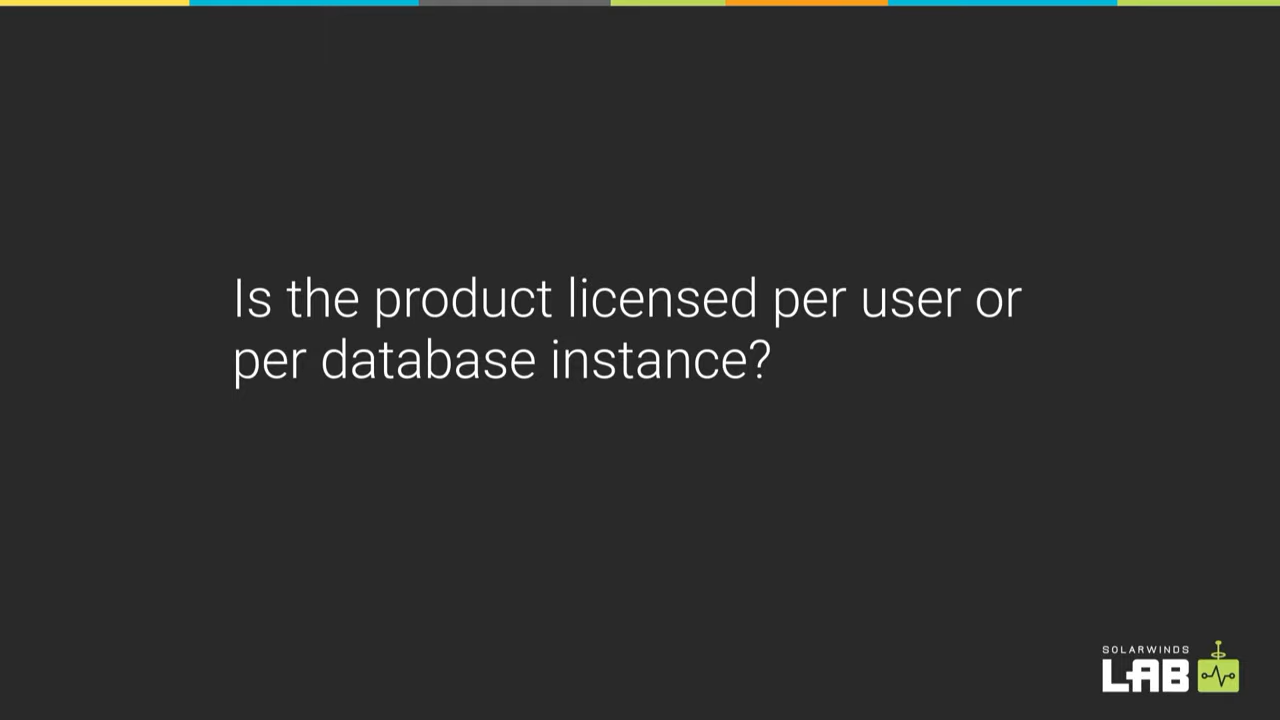 Is the product licensed per user or
per database instance?
SOLARWINDS
LAB